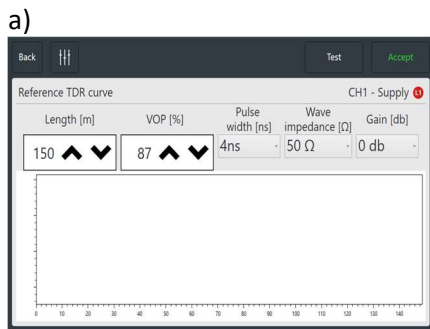 a)
Back Test Accept
Reference TDR curve CH1 - Supply L1
Length [m] VOP [%] Pulse width [ns] Wave impedance [Ω] Gain [db]
150 87 4ns 50 Ω 0 db
0 10 20 30 40 50 60 70 80 90 100 110 120 130 140